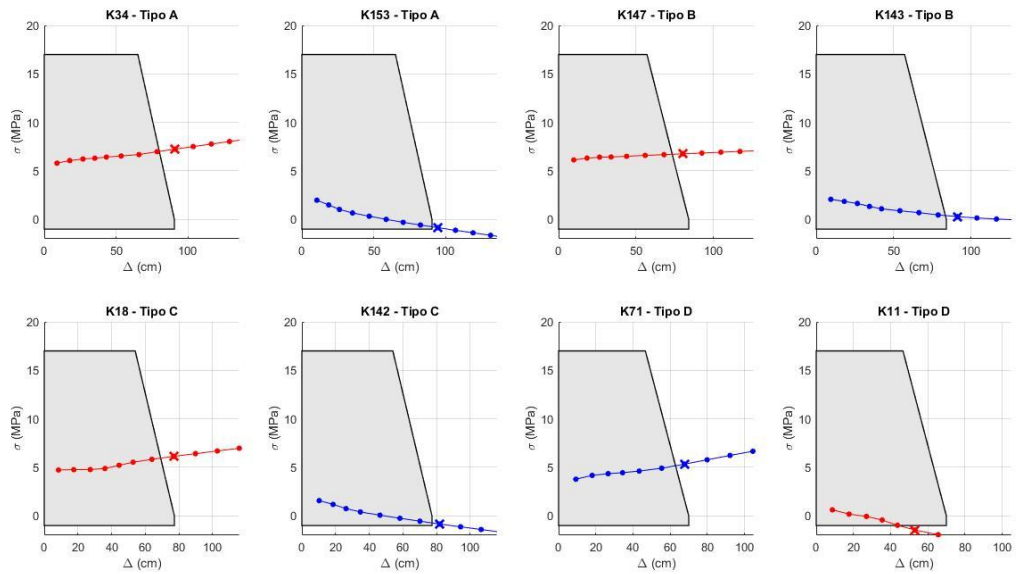 K34 - Tipo A
20
15
10
5
0
σ (MPa)
0 50 100
Δ (cm)
K153 - Tipo A
20
15
10
5
0
σ (MPa)
0 50 100
Δ (cm)
K147 - Tipo B
20
15
10
5
0
σ (MPa)
0 50 100
Δ (cm)
K143 - Tipo B
20
15
10
5
0
σ (MPa)
0 50 100
Δ (cm)
K18 - Tipo C
20
15
10
5
0
σ (MPa)
0 20 40 60 80 100
Δ (cm)
K142 - Tipo C
20
15
10
5
0
σ (MPa)
0 20 40 60 80 100
Δ (cm)
K71 - Tipo D
20
15
10
5
0
σ (MPa)
0 20 40 60 80 100
Δ (cm)
K11 - Tipo D
20
15
10
5
0
σ (MPa)
0 20 40 60 80 100
Δ (cm)